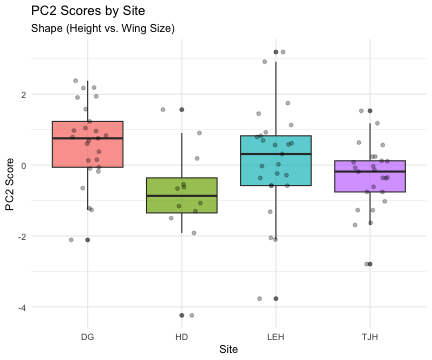 PC2 Scores by Site
Shape (Height vs. Wing Size)
PC2 Score
2
0
-2
-4
DG HD LEH TJH
Site